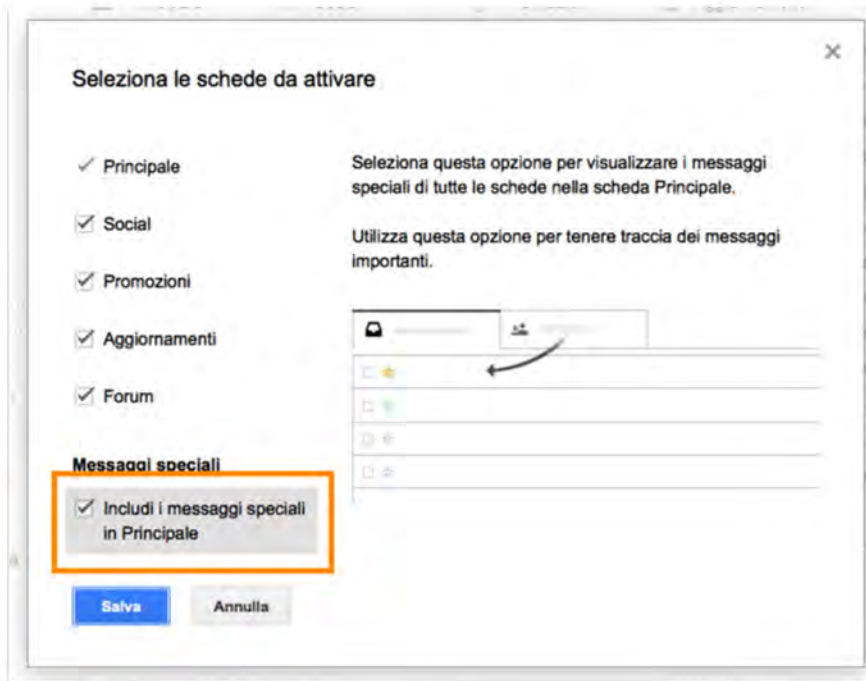 Seleziona le schede da attivare
Principale
Social
Promozioni
Aggiornamenti
Forum
Messaggi speciali
Includi i messaggi speciali
in Principale
Salva
Annulla
Seleziona questa opzione per visualizzare i messaggi
speciali di tutte le schede nella scheda Principale.
Utilizza questa opzione per tenere traccia dei messaggi
importanti.